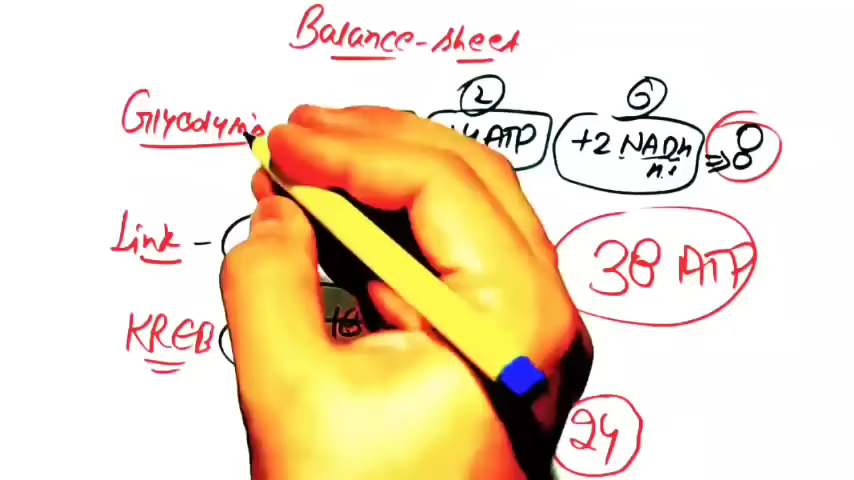 Balance-sheet
2 6
Glycolysis ATP +2 NADH ⇒ 8
Link -
38 ATP
KREB
24